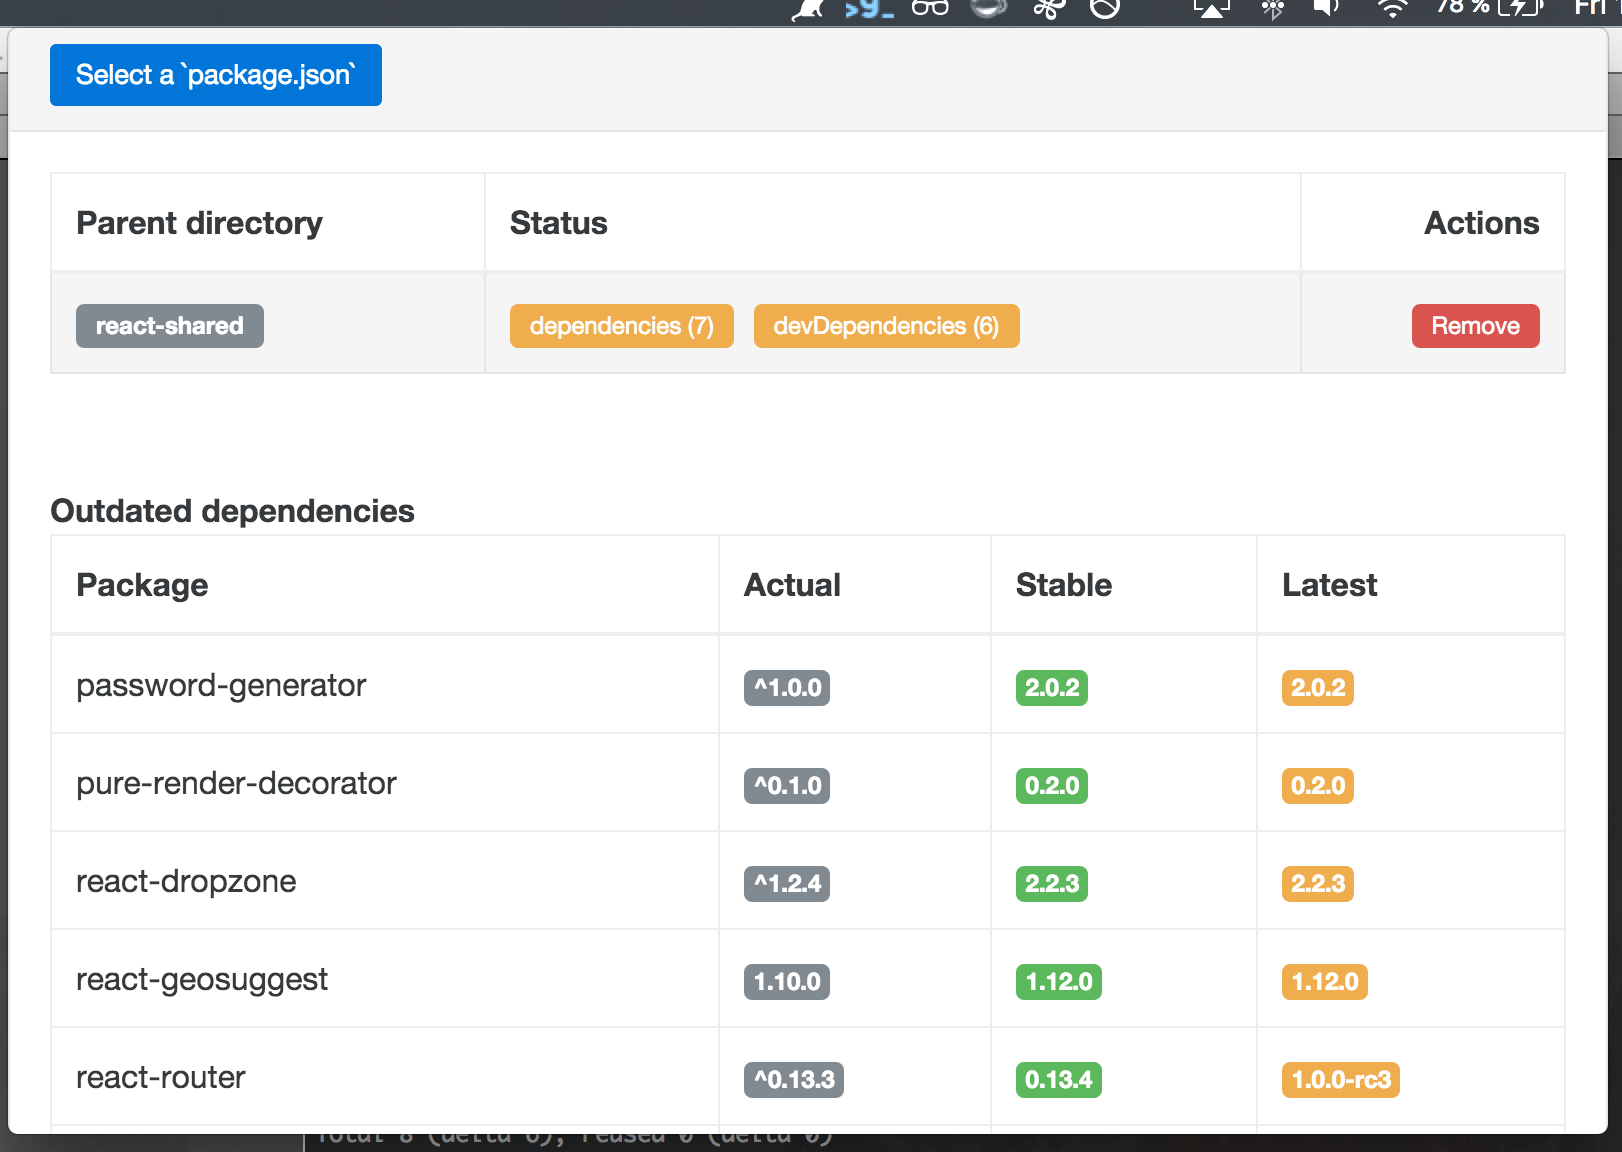 78 % Fri
Select a `package.json`
Parent directory Status Actions
react-shared dependencies (7) devDependencies (6) Remove
Outdated dependencies
Package Actual Stable Latest
password-generator ^1.0.0 2.0.2 2.0.2
pure-render-decorator ^0.1.0 0.2.0 0.2.0
react-dropzone ^1.2.4 2.2.3 2.2.3
react-geosuggest 1.10.0 1.12.0 1.12.0
react-router ^0.13.3 0.13.4 1.0.0-rc3
Total 8 (delta 6), reused 0 (delta 0)